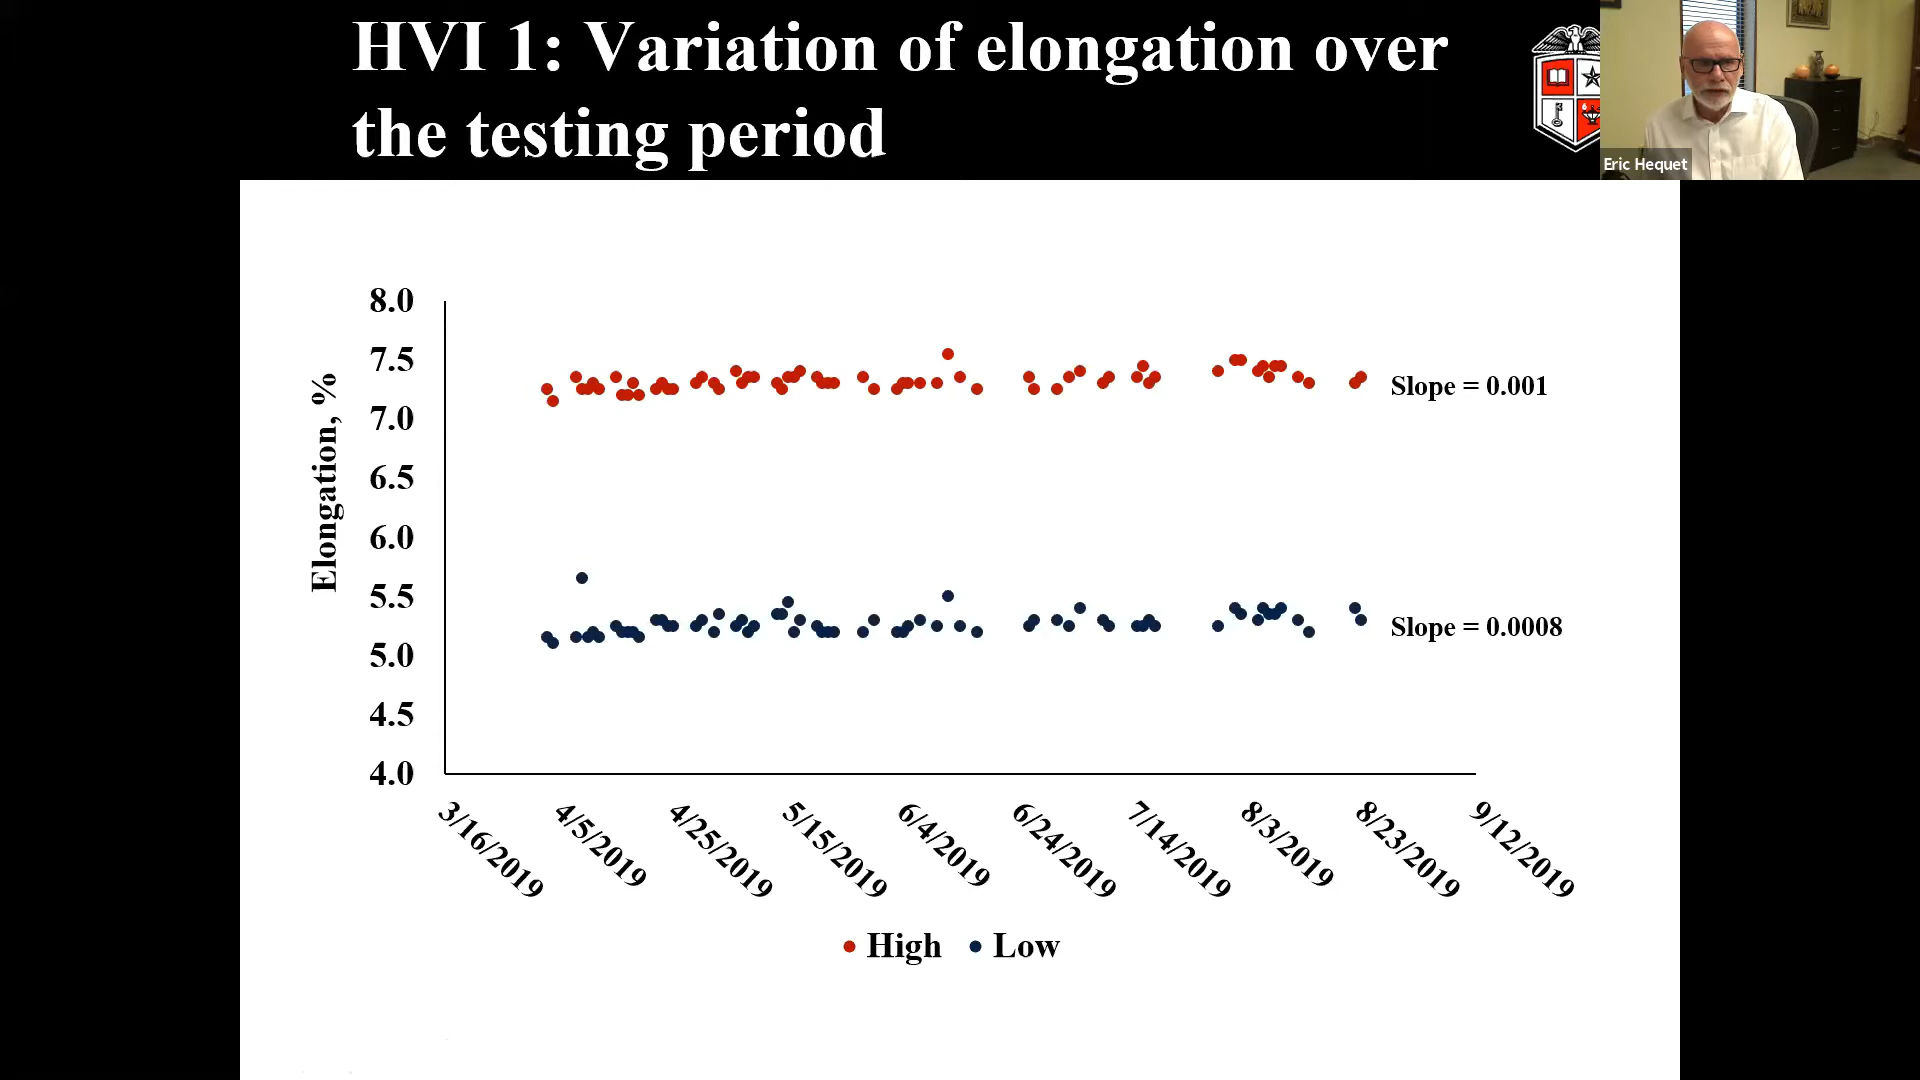 HVI 1: Variation of elongation over
the testing period
Eric Hequet
8.0
7.5
7.0
6.5
6.0
5.5
5.0
4.5
4.0
Elongation, %
Slope = 0.001
Slope = 0.0008
3/16/2019
4/5/2019
4/25/2019
5/15/2019
6/4/2019
6/24/2019
7/14/2019
8/3/2019
8/23/2019
9/12/2019
High
Low